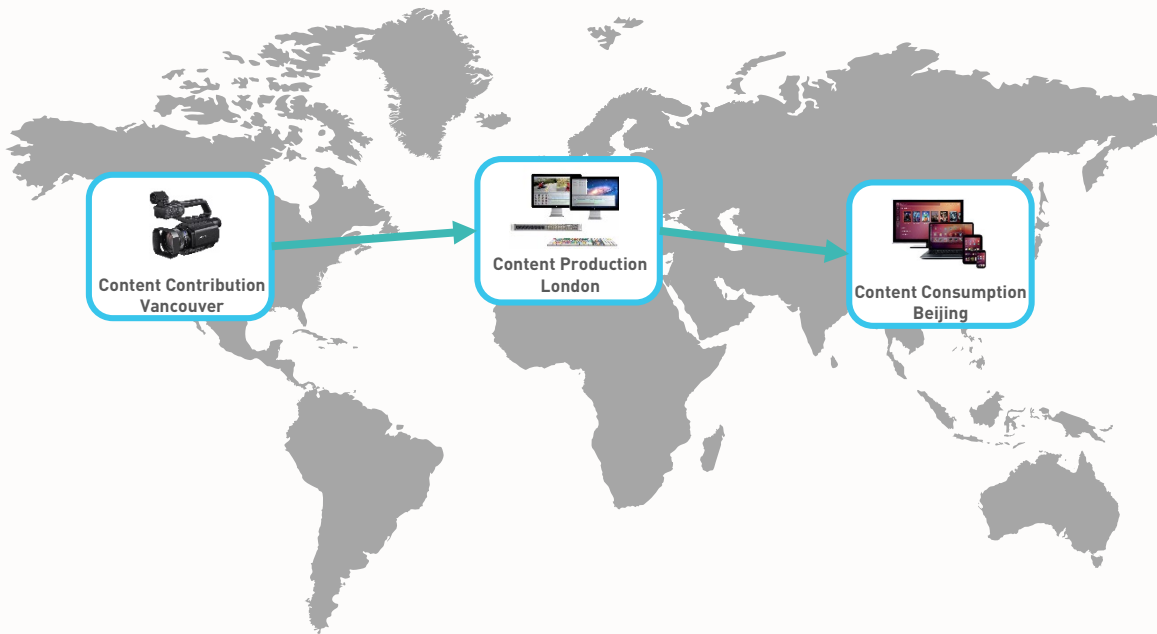 Content Contribution
Vancouver
Content Production
London
Content Consumption
Beijing